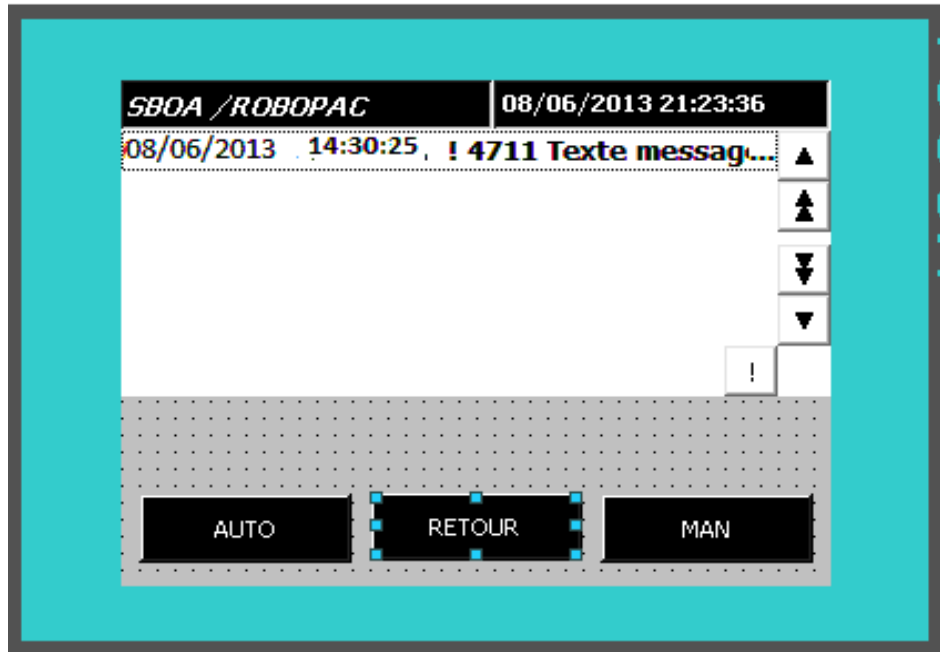 SBOA /ROBOPAC 08/06/2013 21:23:36
08/06/2013 14:30:25 ! 4711 Texte messag...
!
AUTO RETOUR MAN